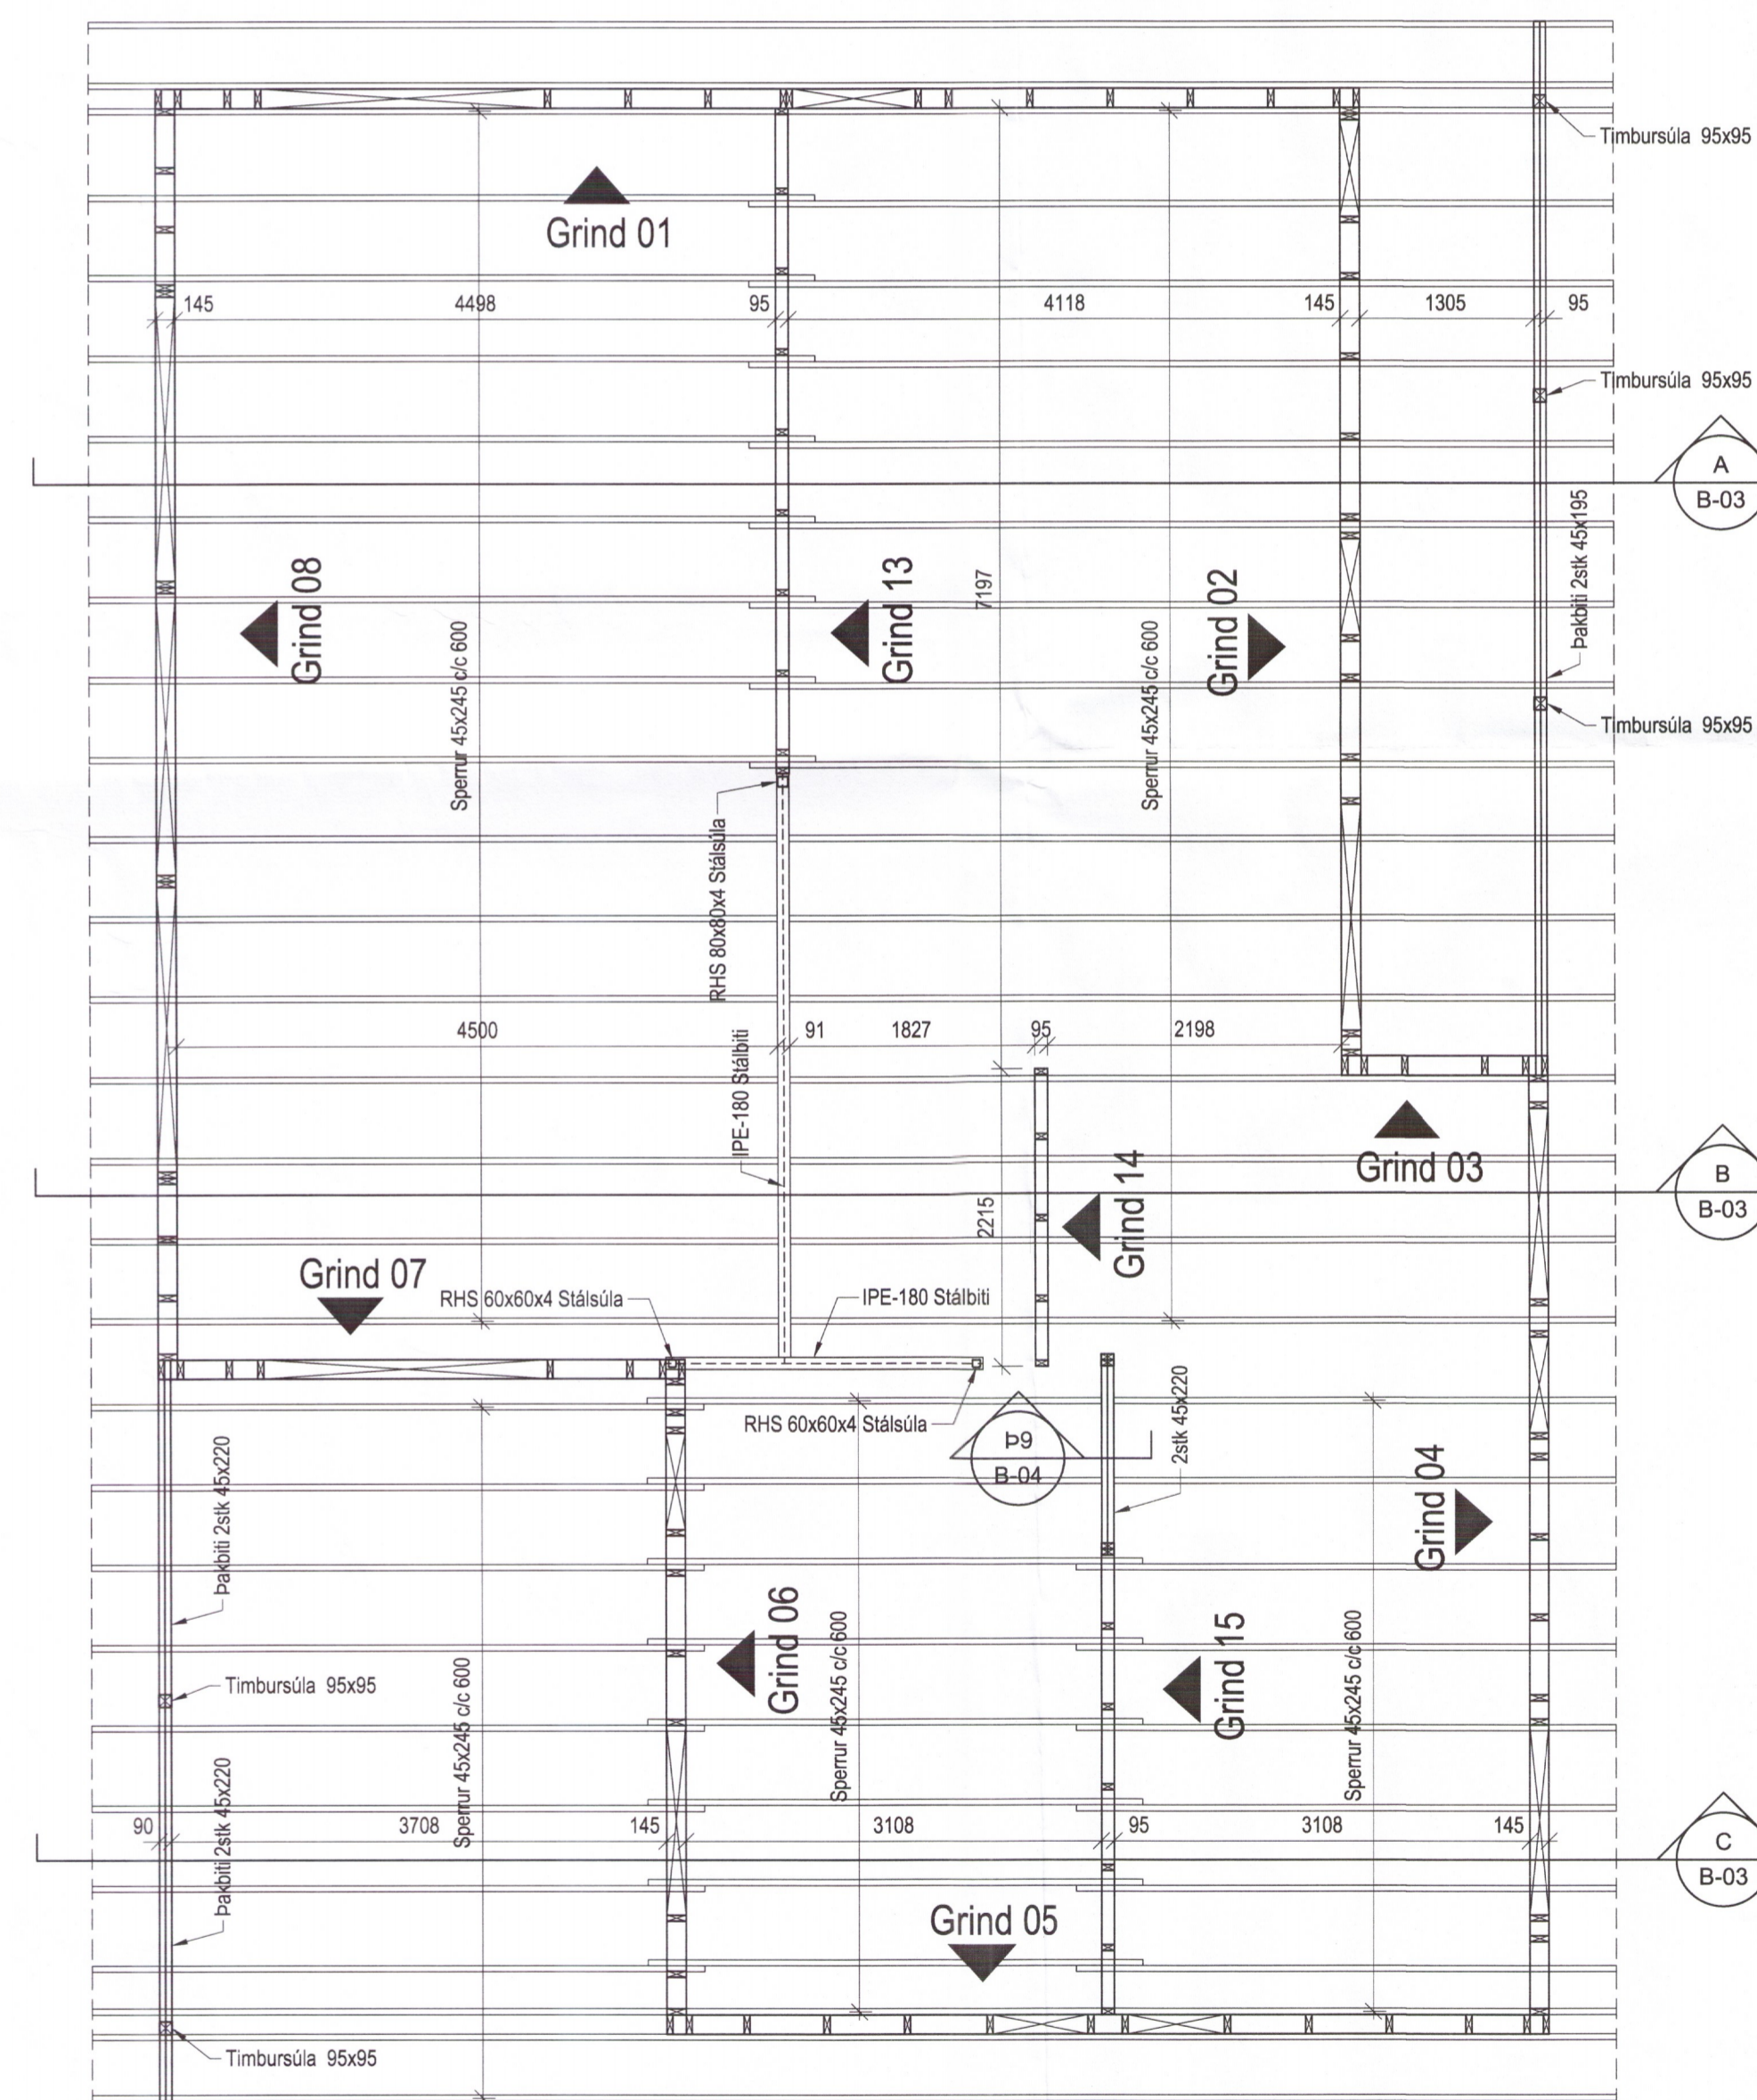 Timbursúla 95x95
Grind 01
145
4498
95
4118
145
1305
95
Timbursúla 95x95
A
B-03
Þakbiti 2stk 45x195
Grind 08
Grind 13
7197
Grind 02
Sperrur 45x245 c/c 600
Sperrur 45x245 c/c 600
Timbursúla 95x95
RHS 80x80x4 Stálsúla
4500
91
1827
95
2198
IPE-180 Stálbiti
Grind 03
Grind 14
2215
B
B-03
Grind 07
RHS 60x60x4 Stálsúla
IPE-180 Stálbiti
RHS 60x60x4 Stálsúla
Þ9
B-04
2stk 45x220
Þakbiti 2stk 45x220
Grind 04
Grind 06
Grind 15
Sperrur 45x245 c/c 600
Sperrur 45x245 c/c 600
Sperrur 45x245 c/c 600
Timbursúla 95x95
Þakbiti 2stk 45x220
90
3708
145
3108
95
3108
145
C
B-03
Grind 05
Timbursúla 95x95